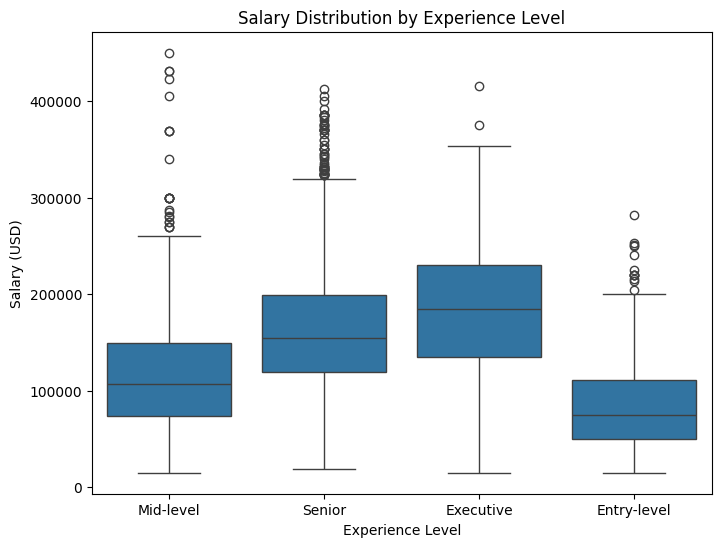 Salary Distribution by Experience Level
Salary (USD)
400000
300000
200000
100000
0
Mid-level Senior Executive Entry-level
Experience Level